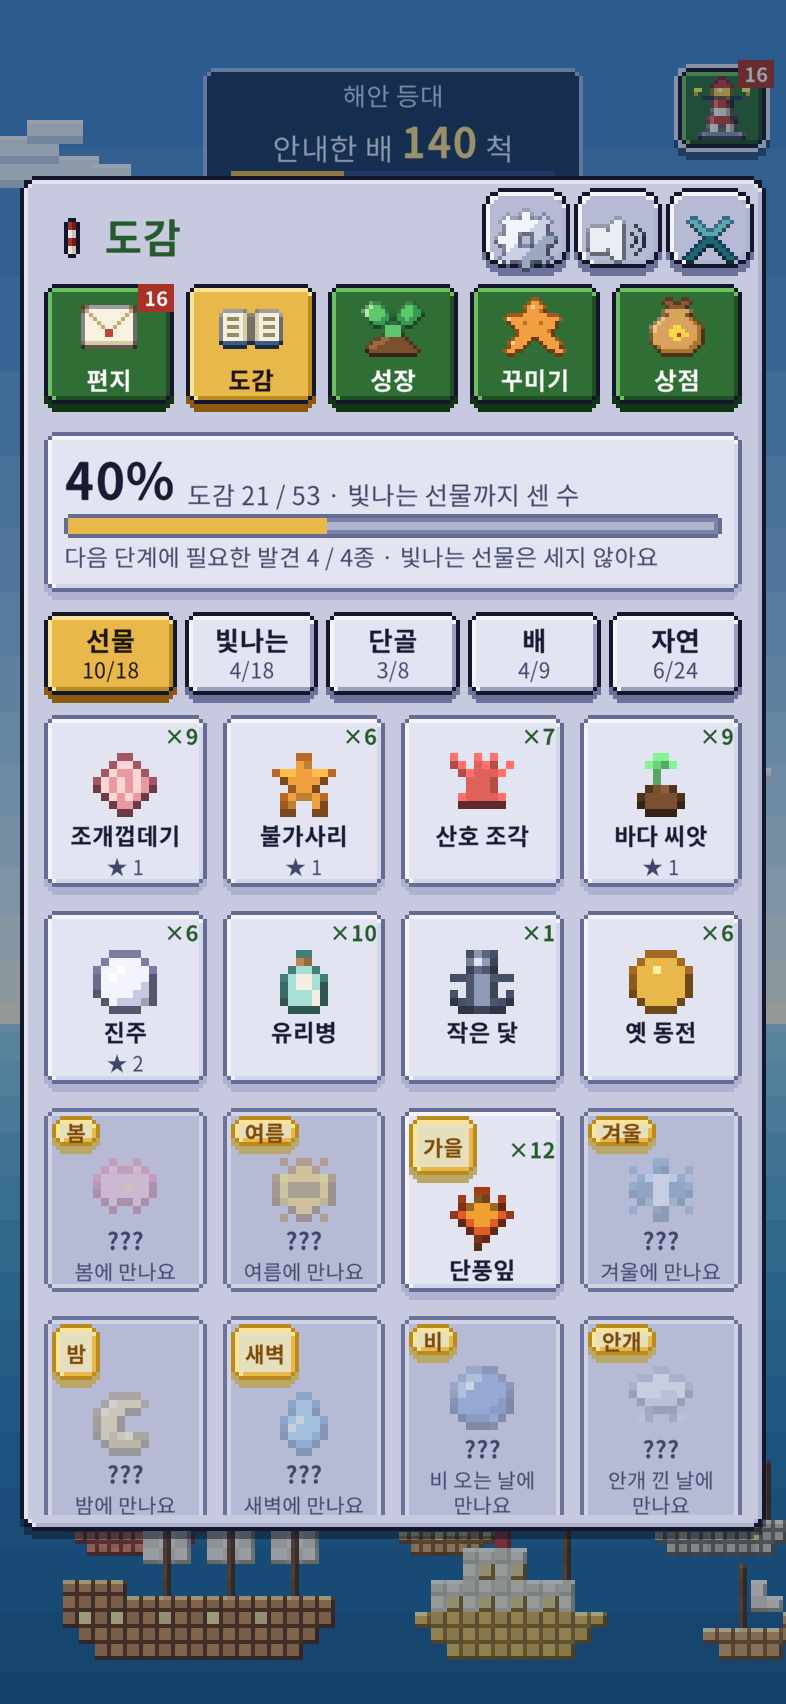 해안 등대
16
안내한 배 140 척
도감
16
편지
도감
성장
꾸미기
상점
40% 도감 21 / 53 · 빛나는 선물까지 센 수
다음 단계에 필요한 발견 4 / 4종 · 빛나는 선물은 세지 않아요
선물
10/18
빛나는
4/18
단골
3/8
배
4/9
자연
6/24
×9
조개껍데기
★ 1
×6
불가사리
★ 1
×7
산호 조각
×9
바다 씨앗
★ 1
×6
진주
★ 2
×10
유리병
×1
작은 닻
×6
옛 동전
봄
???
봄에 만나요
여름
???
여름에 만나요
가을
×12
단풍잎
겨울
???
겨울에 만나요
밤
???
밤에 만나요
새벽
???
새벽에 만나요
비
???
비 오는 날에
만나요
안개
???
안개 낀 날에
만나요